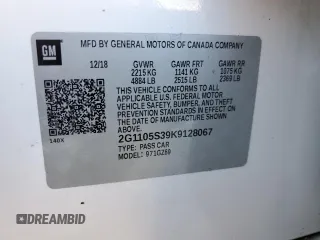 GM
MFD BY GENERAL MOTORS OF CANADA COMPANY
12/18 GVWR GAWR FRT GAWR RR
2215 KG 1141 KG 1075 KG
4884 LB 2515 LB 2369 LB
THIS VEHICLE CONFORMS TO ALL APPLICABLE U.S. FEDERAL MOTOR VEHICLE SAFETY, BUMPER, AND THEFT PREVENTION STANDARDS IN EFFECT ON THE DATE OF MANUFACTURE SHOWN ABOVE.
2G1105S39K9128067
TYPE: PASS CAR
MODEL: 1GZ69
140X
DREAMBID